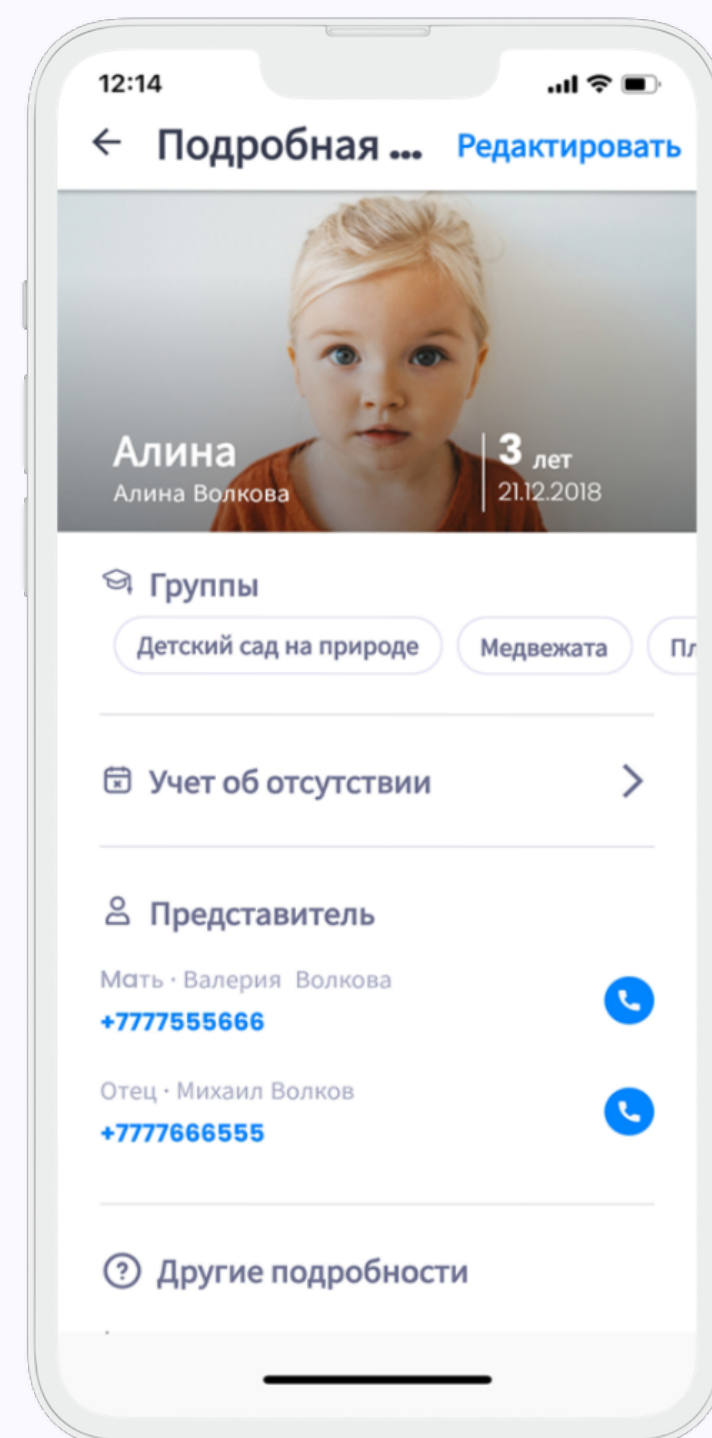 12:14
Подробная ... Редактировать
Алина
Алина Волкова
3 лет
21.12.2018
Группы
Детский сад на природе Медвежата Пл
Учет об отсутствии
Представитель
Мать · Валерия Волкова
+7777555666
Отец · Михаил Волков
+7777666555
Другие подробности